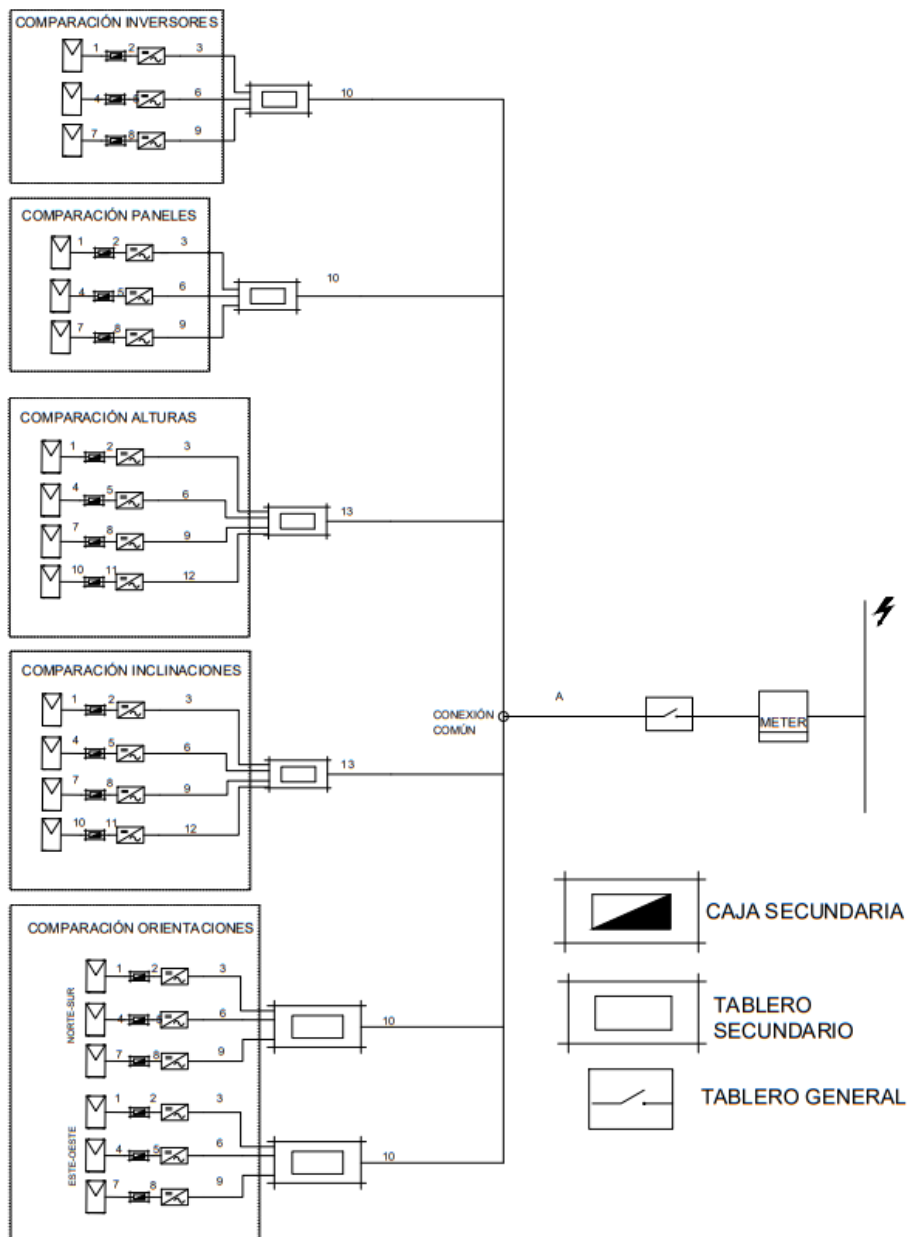 COMPARACIÓN INVERSORES
1 2 3
4 5 6 10
7 8 9
COMPARACIÓN PANELES
1 2 3
4 5 6 10
7 8 9
COMPARACIÓN ALTURAS
1 2 3
4 5 6
13
7 8 9
10 11 12
COMPARACIÓN INCLINACIONES
1 2 3
4 5 6
13
7 8 9
10 11 12
CONEXIÓN
COMÚN
A
METER
COMPARACIÓN ORIENTACIONES
NORTE-SUR
1 2 3
4 5 6 10
7 8 9
ESTE-OESTE
1 2 3
4 5 6 10
7 8 9
CAJA SECUNDARIA
TABLERO
SECUNDARIO
TABLERO GENERAL